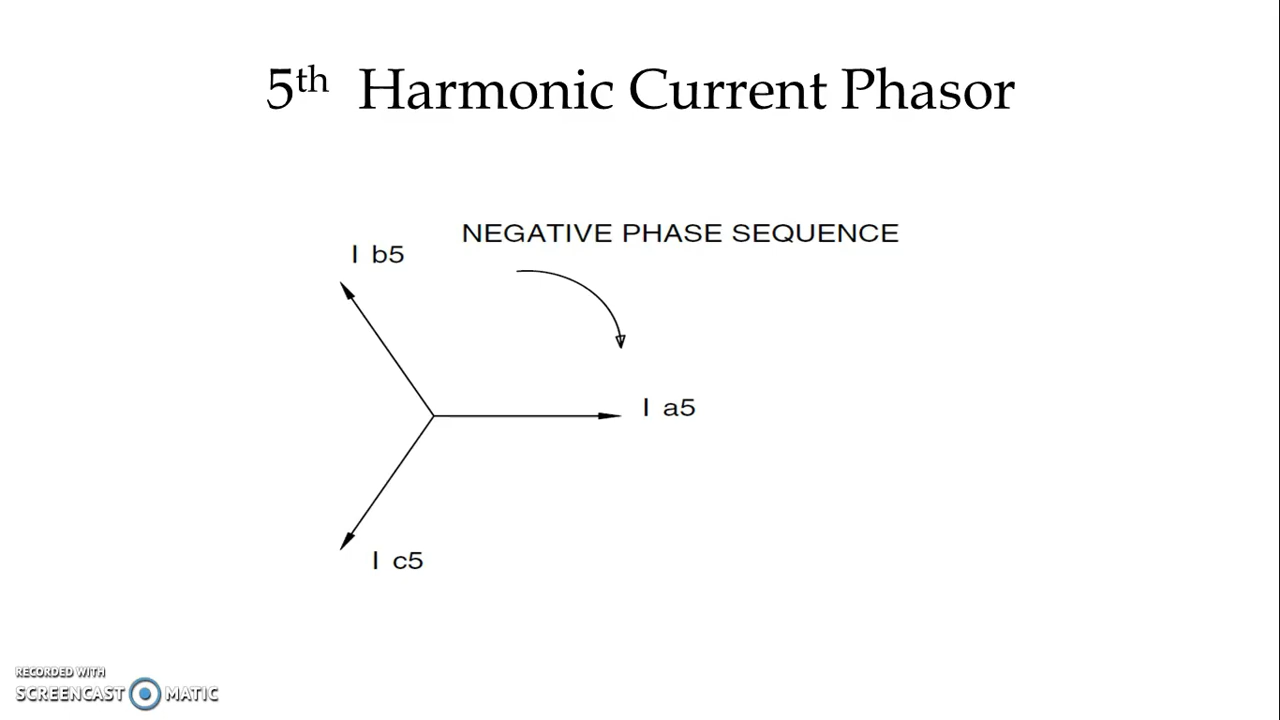 5th Harmonic Current Phasor
NEGATIVE PHASE SEQUENCE
I b5
I a5
I c5
RECORDED WITH
SCREENCAST MATIC